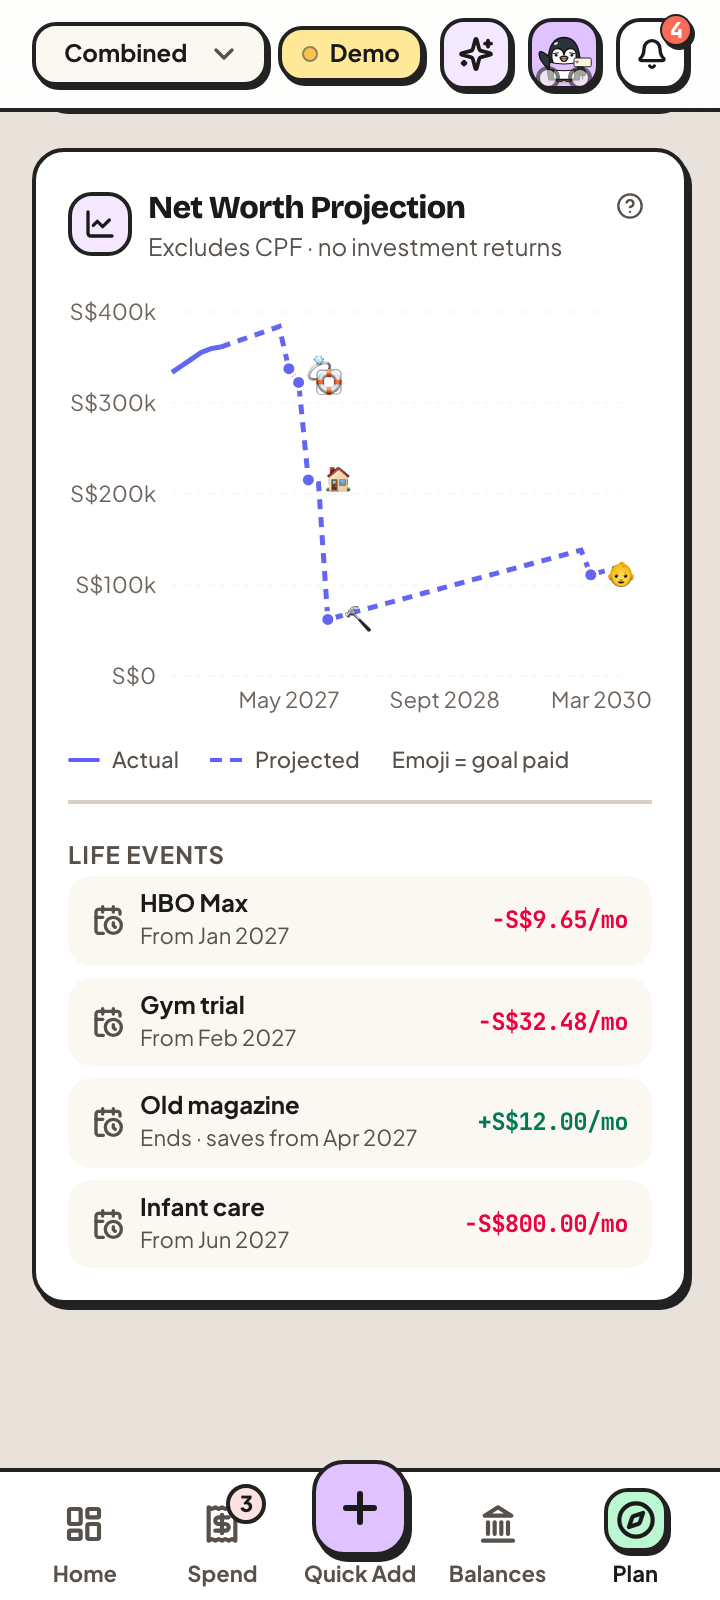 Combined
Demo
4
Net Worth Projection
Excludes CPF · no investment returns
S$400k
S$300k
S$200k
S$100k
S$0
May 2027
Sept 2028
Mar 2030
Actual
Projected
Emoji = goal paid
LIFE EVENTS
HBO Max
-S$9.65/mo
From Jan 2027
Gym trial
-S$32.48/mo
From Feb 2027
Old magazine
+S$12.00/mo
Ends · saves from Apr 2027
Infant care
-S$800.00/mo
From Jun 2027
3
Home
Spend
Quick Add
Balances
Plan